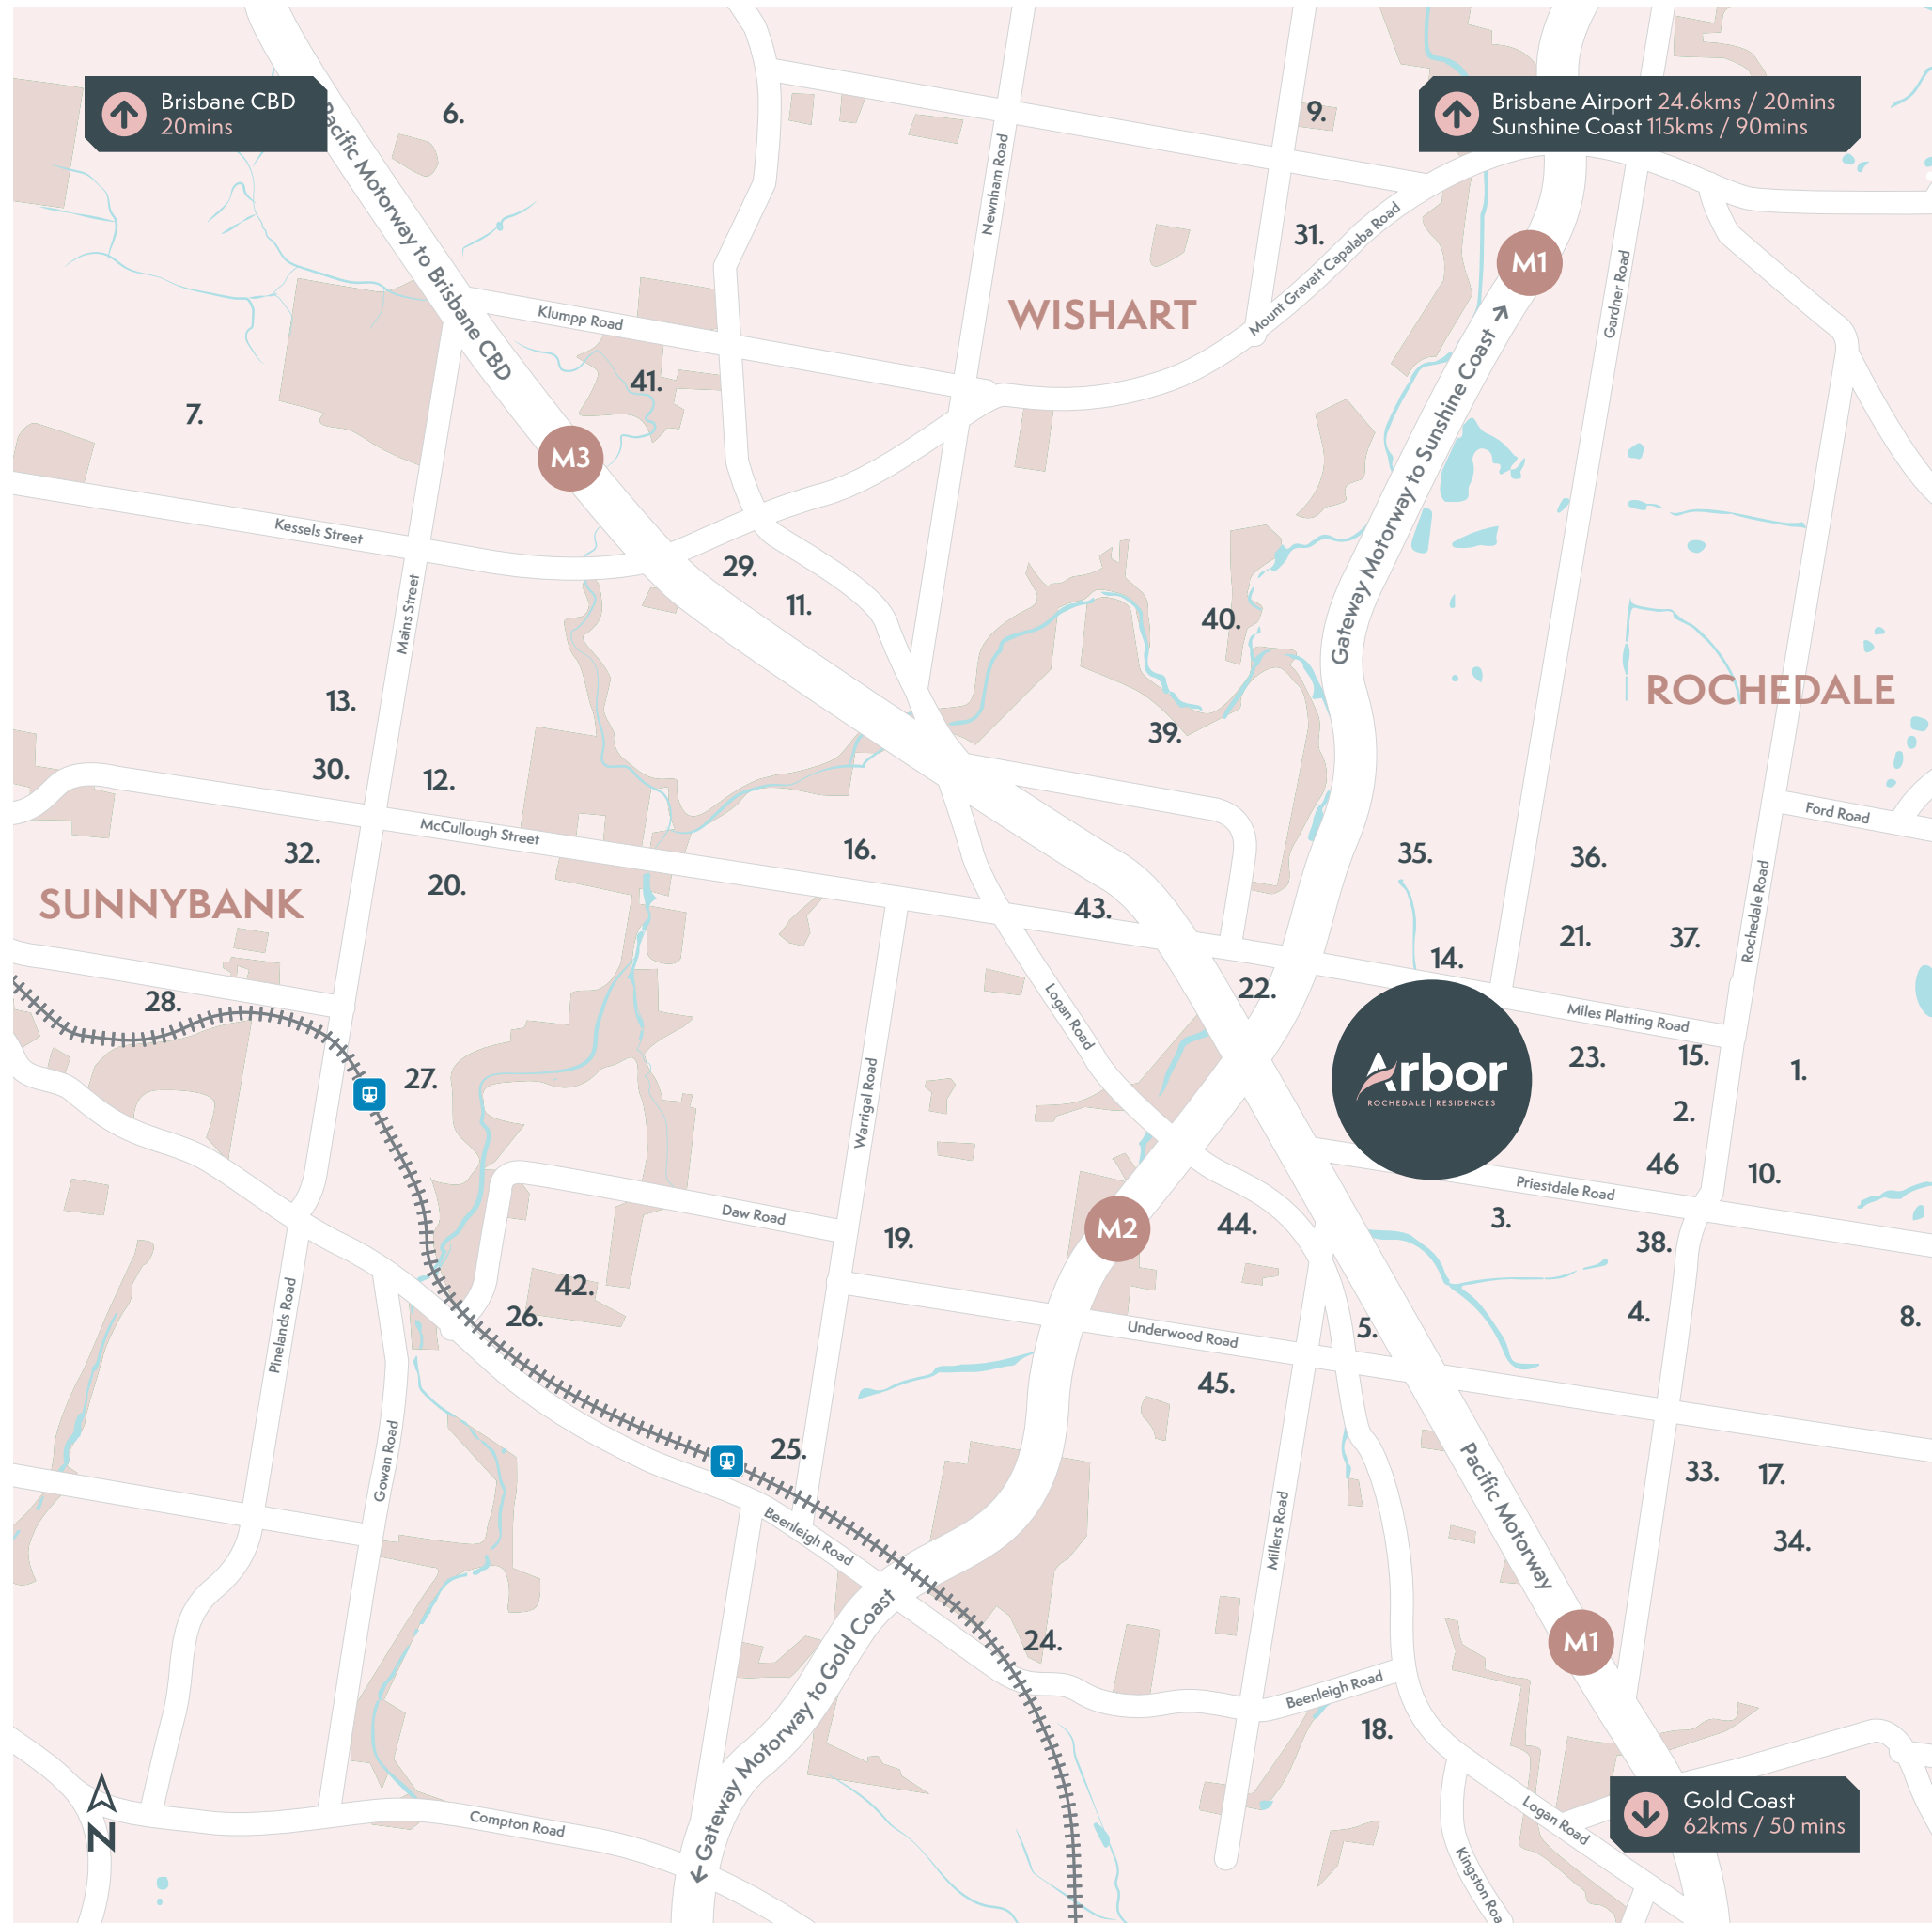 Brisbane CBD
20mins
6.
9.
Brisbane Airport 24.6kms / 20mins
Sunshine Coast 115kms / 90mins
Pacific Motorway to Brisbane CBD
Newnham Road
31.
Mount Gravatt Capalaba Road
M1
Gardner Road
WISHART
Klumpp Road
41.
7.
M3
Gateway Motorway to Sunshine Coast
Kessels Street
29.
11.
Mains Street
40.
ROCHEDALE
13.
39.
30.
12.
McCullough Street
Ford Road
32.
16.
35.
36.
20.
SUNNYBANK
43.
Rochedale Road
21.
37.
14.
22.
28.
Logan Road
Miles Platting Road
23.
15.
1.
27.
Arbor
ROCHEDALE | RESIDENCES
2.
Warrigal Road
46
10.
Priestdale Road
Daw Road
19.
M2
44.
3.
38.
42.
26.
Pinelands Road
Underwood Road
5.
4.
8.
45.
Gowan Road
25.
33.
17.
Pacific Motorway
Beenleigh Road
Millers Road
34.
24.
M1
Gateway Motorway to Gold Coast
Beenleigh Road
18.
N
Compton Road
Gold Coast
62kms / 50 mins
Logan Road
Kingston Roa